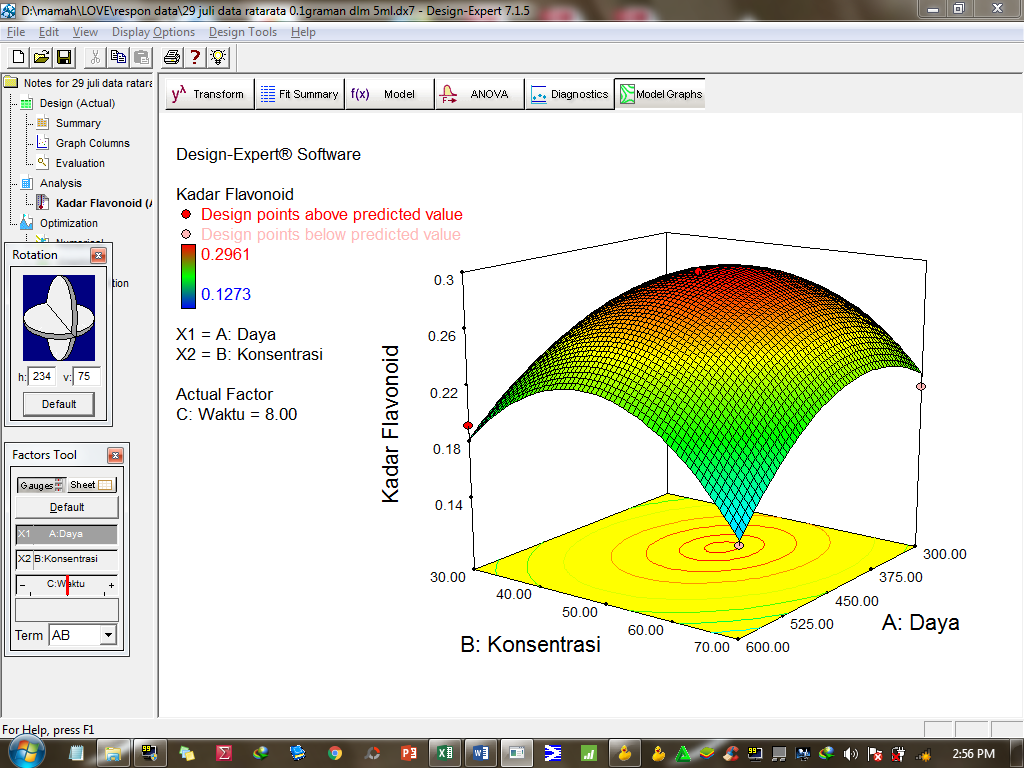 D:\mamah\LOVE\respon data\29 juli data ratarata 0.1graman dlm 5ml.dx7 - Design-Expert 7.1.5
File Edit View Display Options Design Tools Help
Notes for 29 juli data ratara
Design (Actual)
Summary
Graph Columns
Evaluation
Analysis
Kadar Flavonoid (A
Optimization
Rotation
tion
h: 234 v: 75
Default
Factors Tool
Gauges Sheet
Default
X1 A:Daya
X2 B:Konsentrasi
- C:Waktu +
Term AB
yλ Transform Fit Summary f(x) Model ANOVA Diagnostics Model Graphs
Design-Expert® Software
Kadar Flavonoid
Design points above predicted value
Design points below predicted value
0.2961
0.1273
X1 = A: Daya
X2 = B: Konsentrasi
Actual Factor
C: Waktu = 8.00
0.3
0.26
0.22
0.18
0.14
Kadar Flavonoid
30.00
40.00
50.00
60.00
70.00
B: Konsentrasi
300.00
375.00
450.00
525.00
600.00
A: Daya
For Help, press F1
2:56 PM